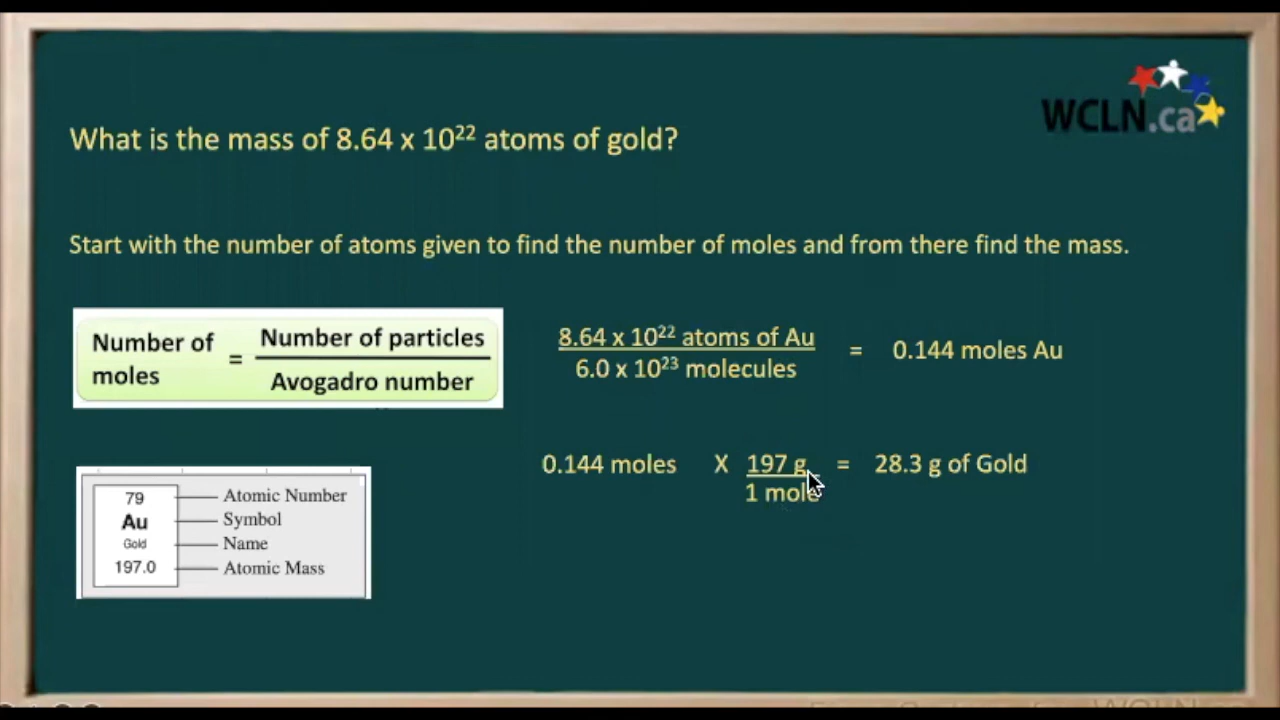 WCLN.ca
What is the mass of 8.64 x 10²² atoms of gold?
Start with the number of atoms given to find the number of moles and from there find the mass.
Number of moles = Number of particles
Avogadro number
8.64 x 10²² atoms of Au = 0.144 moles Au
6.0 x 10²³ molecules
0.144 moles X 197 g = 28.3 g of Gold
1 mole
79 Atomic Number
Au Symbol
Gold Name
197.0 Atomic Mass